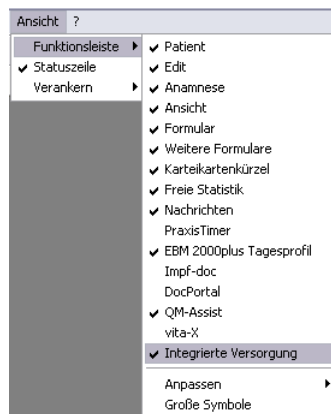 Ansicht ?
Funktionsleiste
Statuszeile
Verankern
Patient
Edit
Anamnese
Ansicht
Formular
Weitere Formulare
Karteikartenkürzel
Freie Statistik
Nachrichten
PraxisTimer
EBM 2000plus Tagesprofil
Impf-doc
DocPortal
QM-Assist
vita-X
Integrierte Versorgung
Anpassen
Große Symbole